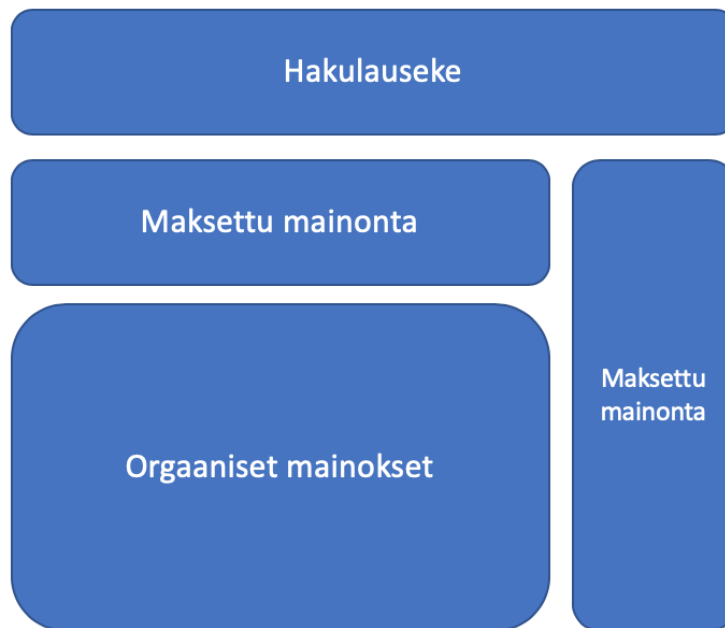 Hakulauseke
Maksettu mainonta
Orgaaniset mainokset
Maksettu
mainonta